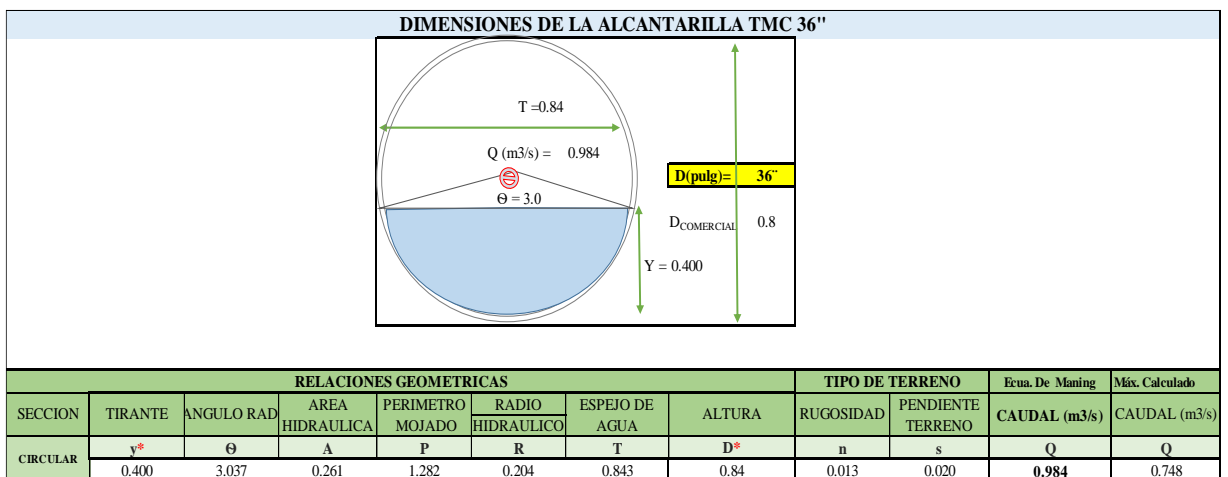 DIMENSIONES DE LA ALCANTARILLA TMC 36"
T =0.84
Q (m3/s) = 0.984
D(pulg)= 36¨
Θ = 3.0
DCOMERCIAL 0.8
Y = 0.400
RELACIONES GEOMETRICAS TIPO DE TERRENO Ecua. De Maning Máx. Calculado
SECCION TIRANTE ANGULO RAD AREA HIDRAULICA PERIMETRO MOJADO RADIO HIDRAULICO ESPEJO DE AGUA ALTURA RUGOSIDAD PENDIENTE TERRENO CAUDAL (m3/s) CAUDAL (m3/s)
CIRCULAR y* Θ A P R T D* n s Q Q
0.400 3.037 0.261 1.282 0.204 0.843 0.84 0.013 0.020 0.984 0.748